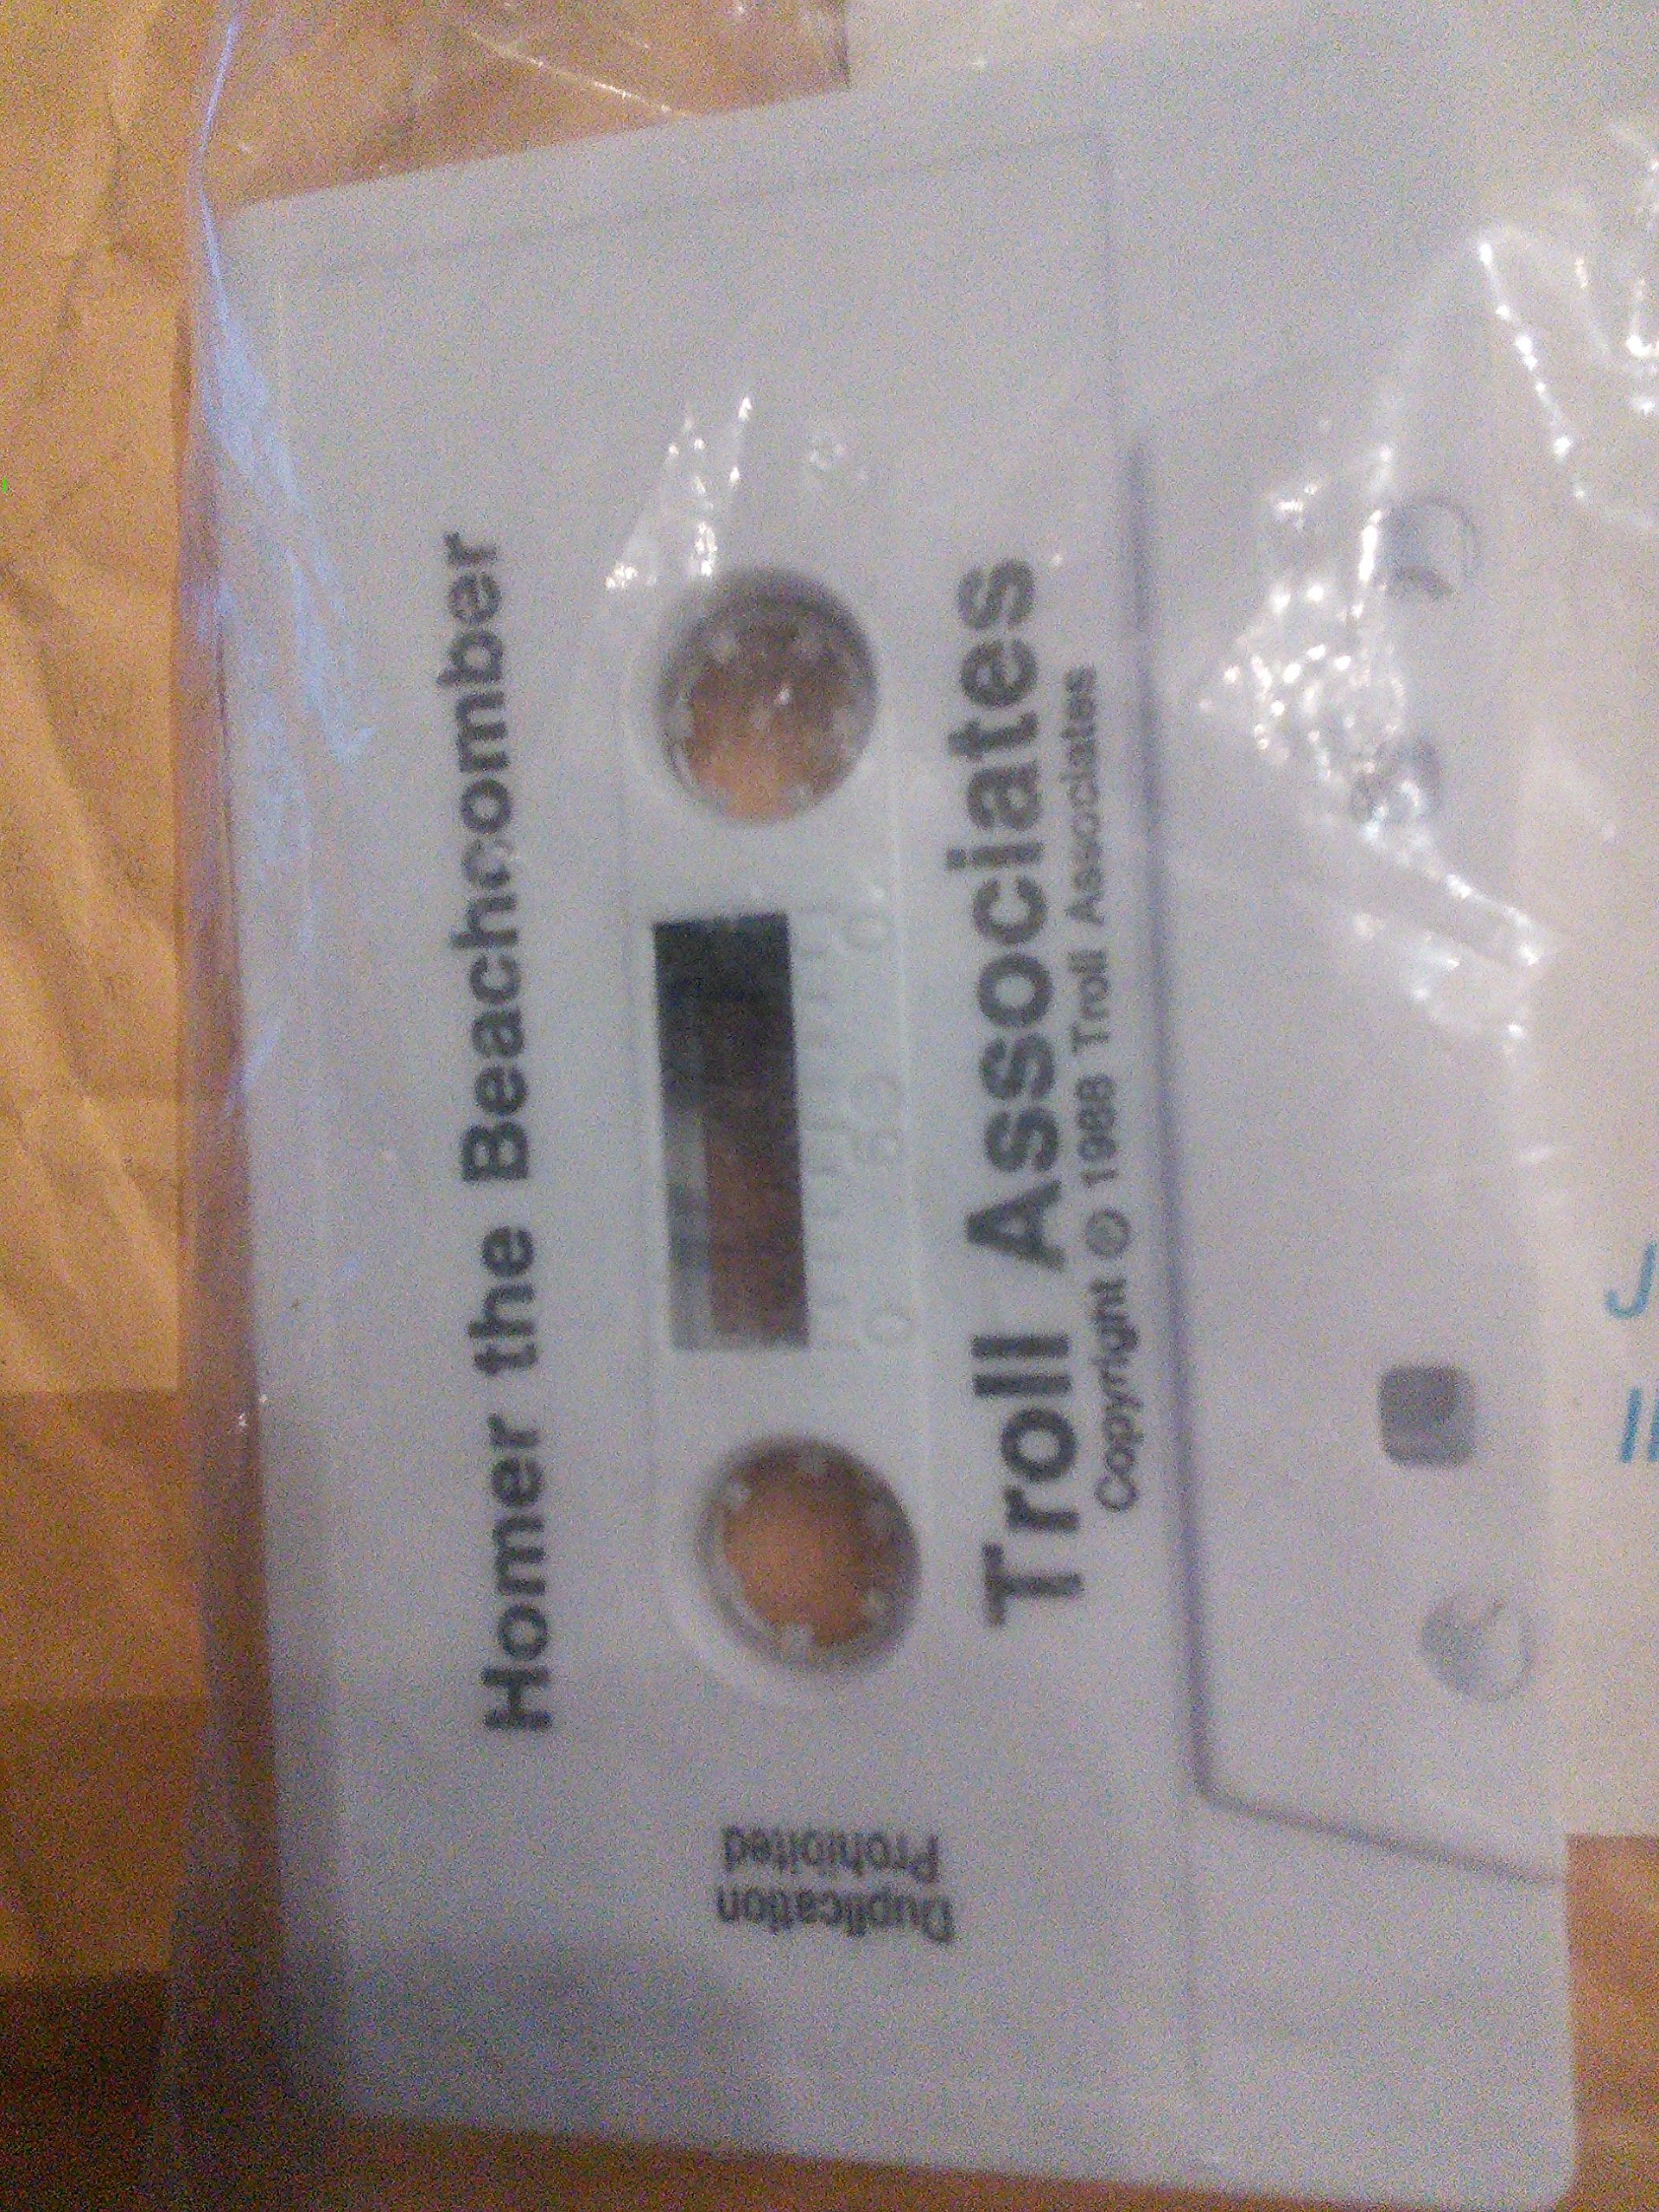 Homer the Beachcomber
Troll Associates
Copyright © 1988 Troll Associates
Duplication
Prohibited